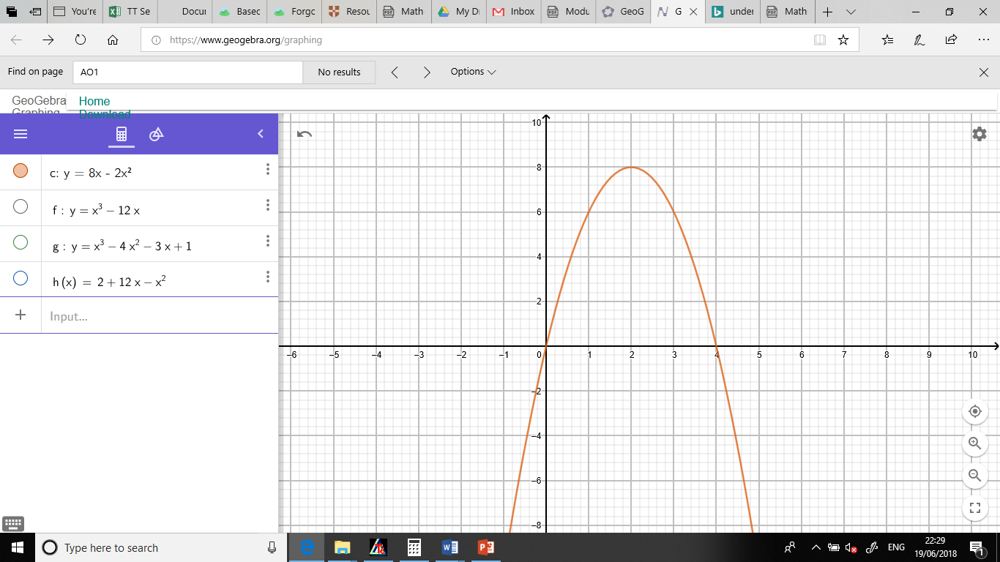 You're TT Se Docur Basec Forgc Resou Math My Di Inbox Modu GeoG G under Math
https://www.geogebra.org/graphing
Find on page AO1 No results Options
GeoGebra Home
Graphing Download
c: y = 8x - 2x²
f : y = x³ – 12 x
g : y = x³ – 4 x² – 3 x + 1
h (x) = 2 + 12 x – x²
Input...
10
8
6
4
2
–6 –5 –4 –3 –2 –1 0 1 2 3 4 5 6 7 8 9 10
–2
–4
–6
–8
Type here to search ENG 22:29
19/06/2018 1